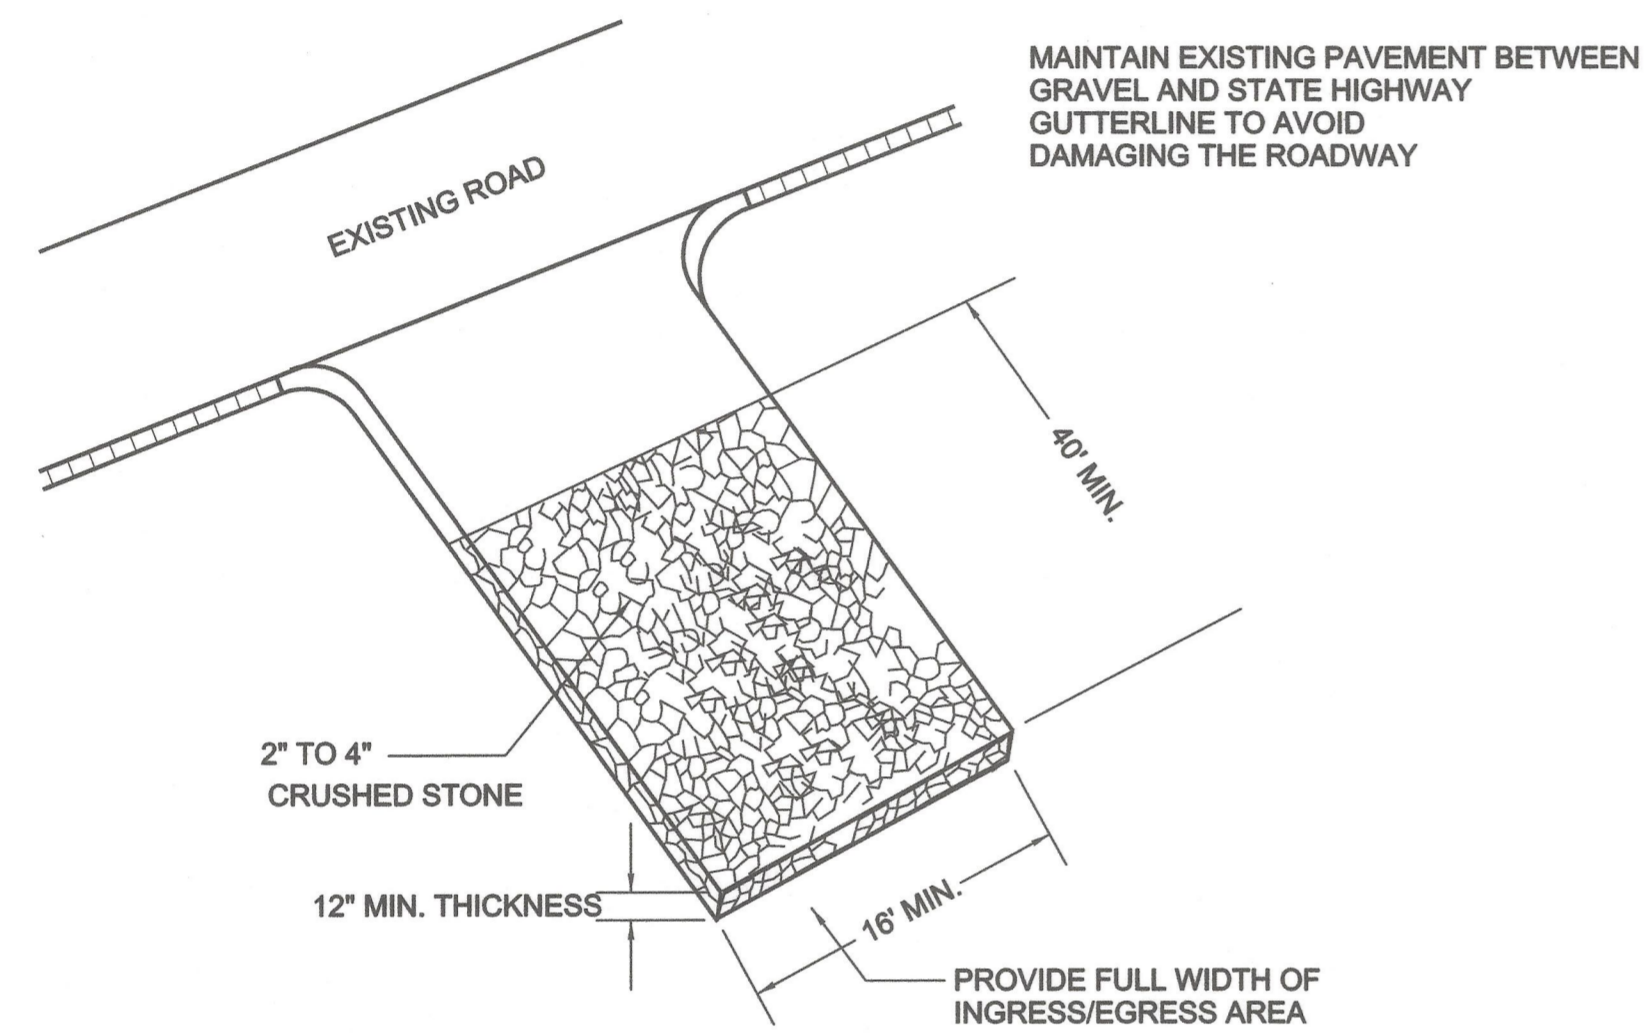 MAINTAIN EXISTING PAVEMENT BETWEEN
GRAVEL AND STATE HIGHWAY
GUTTERLINE TO AVOID
DAMAGING THE ROADWAY
EXISTING ROAD
40' MIN.
2" TO 4"
CRUSHED STONE
12" MIN. THICKNESS
16' MIN.
PROVIDE FULL WIDTH OF
INGRESS/EGRESS AREA